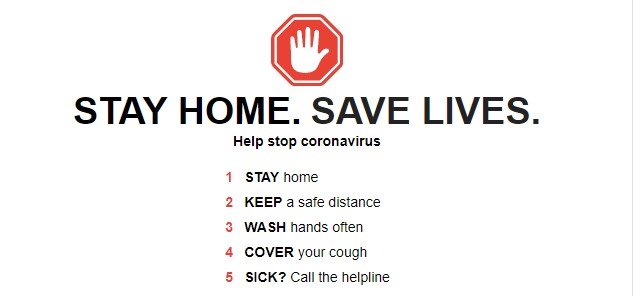 STAY HOME. SAVE LIVES.
Help stop coronavirus
1 STAY home
2 KEEP a safe distance
3 WASH hands often
4 COVER your cough
5 SICK? Call the helpline